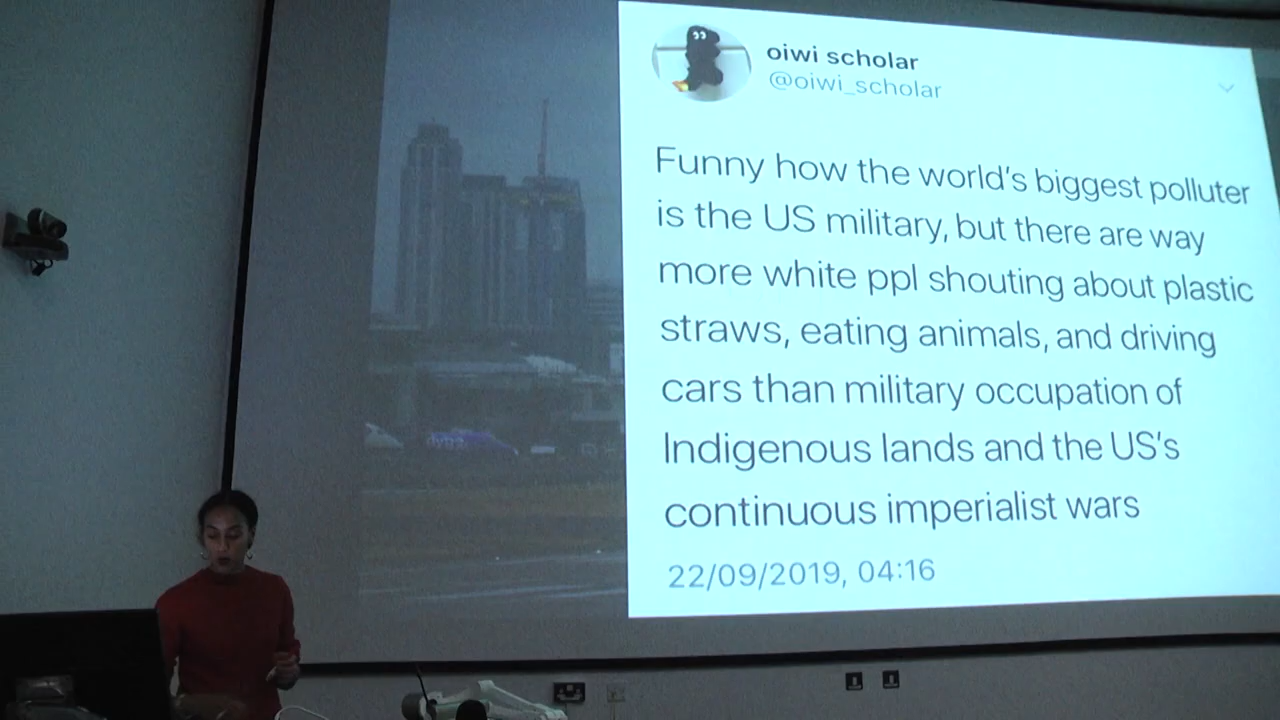 oiwi scholar
@oiwi_scholar
Funny how the world's biggest polluter
is the US military, but there are way
more white ppl shouting about plastic
straws, eating animals, and driving
cars than military occupation of
Indigenous lands and the US's
continuous imperialist wars
22/09/2019, 04:16